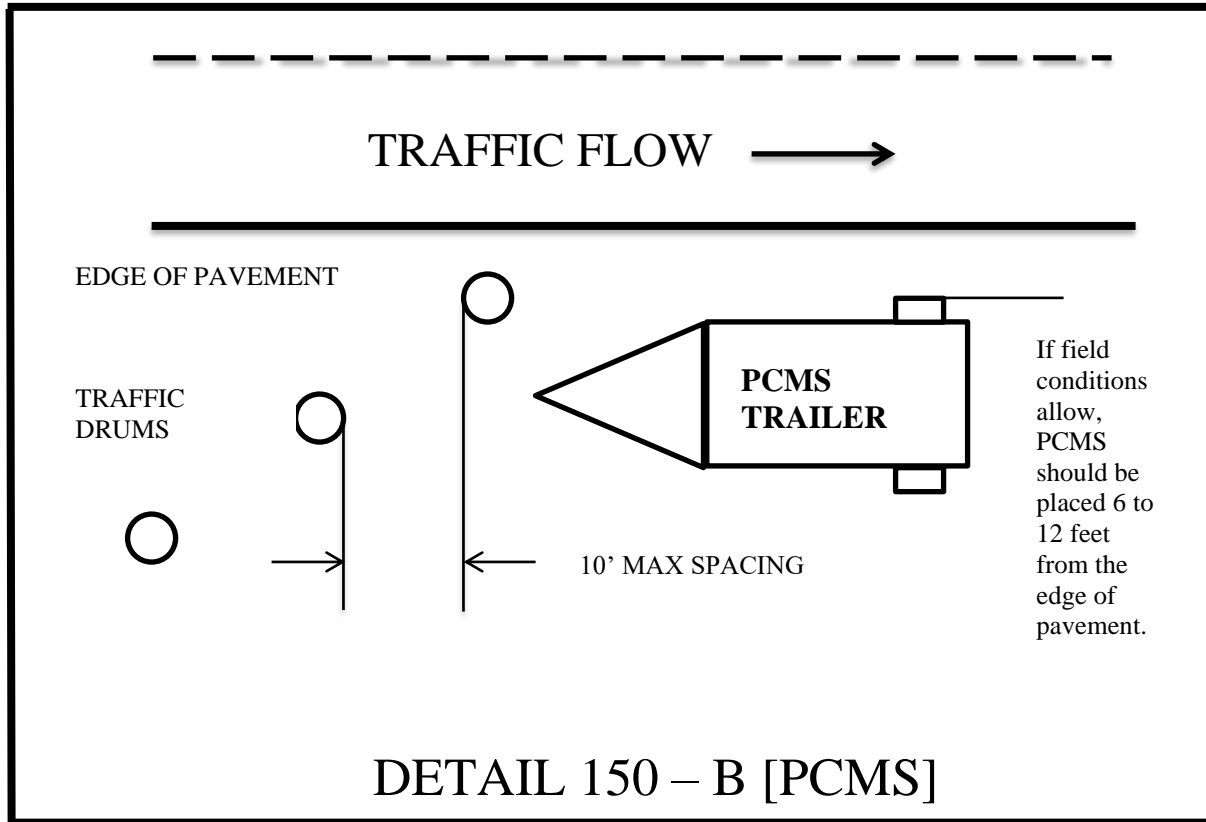 TRAFFIC FLOW
EDGE OF PAVEMENT
TRAFFIC
DRUMS
PCMS
TRAILER
If field
conditions
allow,
PCMS
should be
placed 6 to
12 feet
from the
edge of
pavement.
10’ MAX SPACING
DETAIL 150 – B [PCMS]